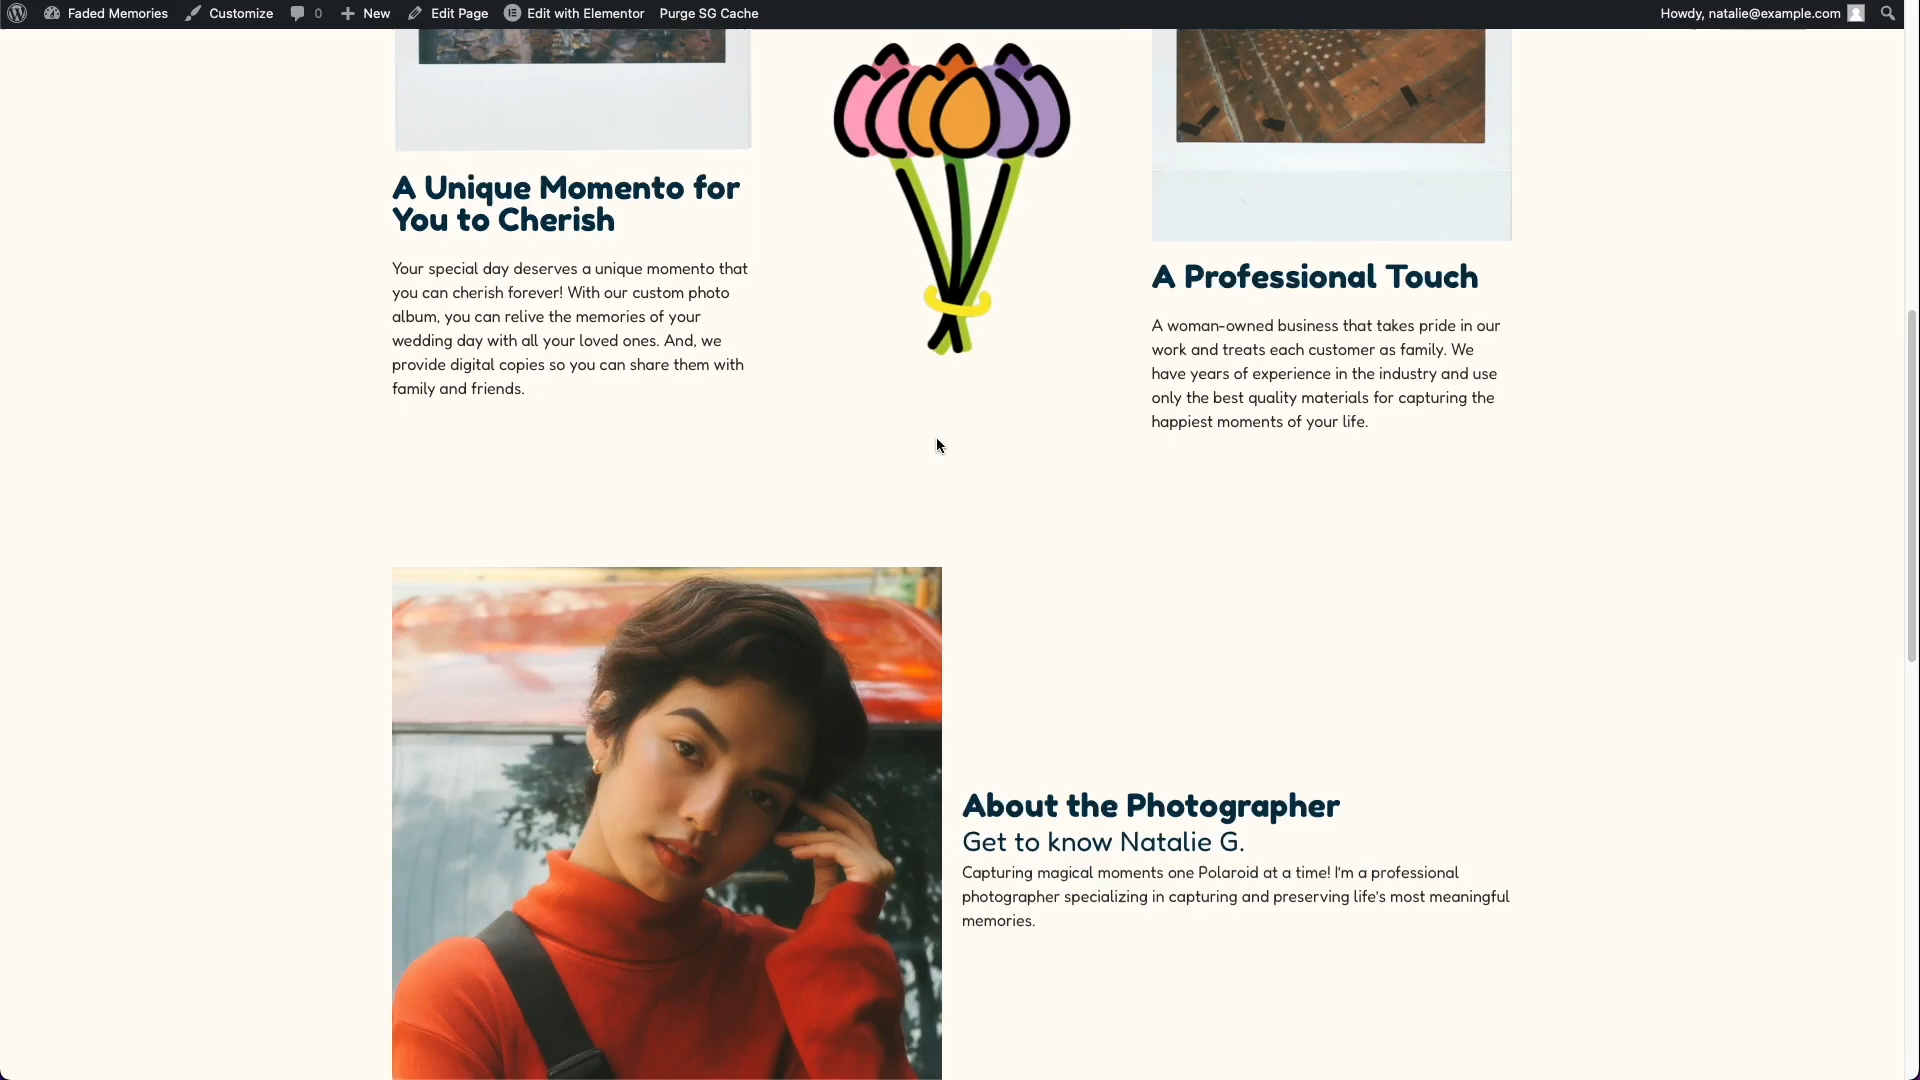 Faded Memories Customize 0 New Edit Page Edit with Elementor Purge SG Cache Howdy, natalie@example.com
A Unique Momento for
You to Cherish
Your special day deserves a unique momento that
you can cherish forever! With our custom photo
album, you can relive the memories of your
wedding day with all your loved ones. And, we
provide digital copies so you can share them with
family and friends.
A Professional Touch
A woman-owned business that takes pride in our
work and treats each customer as family. We
have years of experience in the industry and use
only the best quality materials for capturing the
happiest moments of your life.
About the Photographer
Get to know Natalie G.
Capturing magical moments one Polaroid at a time! I'm a professional
photographer specializing in capturing and preserving life's most meaningful
memories.